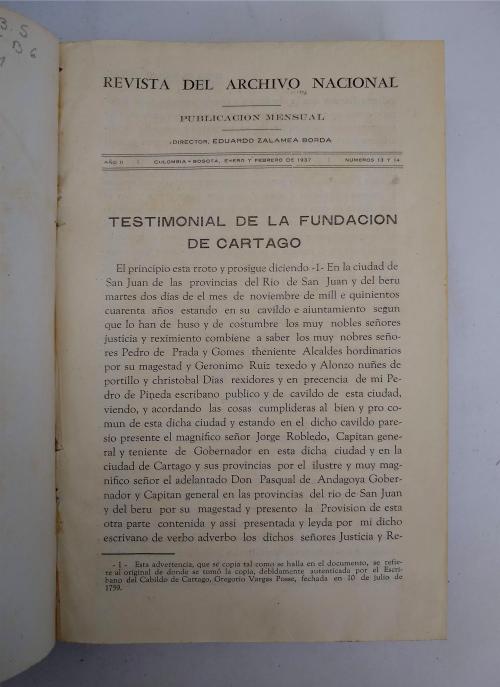 B.S
B6
REVISTA DEL ARCHIVO NACIONAL
PUBLICACION MENSUAL
DIRECTOR, EDUARDO ZALAMEA BORDA
AÑO II COLOMBIA - BOGOTA, ENERO Y FEBRERO DE 1937 NUMEROS 13 Y 14
TESTIMONIAL DE LA FUNDACION
DE CARTAGO
El principio esta rroto y prosigue diciendo -I- En la ciudad de
San Juan de las provincias del Rio de San Juan y del beru
martes dos dias de el mes de noviembre de mill e quinientos
cuarenta años estando en su cavildo e aiuntamiento segun
que lo han de huso y de costumbre los muy nobles señores
justicia y reximiento combiene a saber los muy nobres seño-
res Pedro de Prada y Gomes theniente Alcaldes hordinarios
por su magestad y Geronimo Ruiz texedo y Alonzo nuñes de
portillo y christobal Dias rexidores y en precencia de mi Pe-
dro de Pineda escribano publico y de cavildo de esta ciudad,
viendo, y acordando las cosas cumplideras al bien y pro co-
mun de esta dicha ciudad y estando en el dicho cavildo pare-
sio presente el magnifico señor Jorge Robledo, Capitan gene-
ral y teniente de Gobernador en esta dicha ciudad y en la
ciudad de Cartago y sus provincias por el ilustre y muy mag-
nifico señor el adelantado Don Pasqual de Andagoya Gober-
nador y Capitan general en las provincias del rio de San Juan
y del beru por su magestad y presento la Provision de esta
otra parte contenida y assi presentada y leyda por mi dicho
escrivano de verbo adverbo los dichos señores Justicia y Re-
- I - Esta advertencia, que se copia tal como se halla en el documento, se refie-
re al original de donde se tomó la copia, debidamente autenticada por el Escri-
bano del Cabildo de Cartago, Gregorio Vargas Posse, fechada en 10 de julio de
1759.